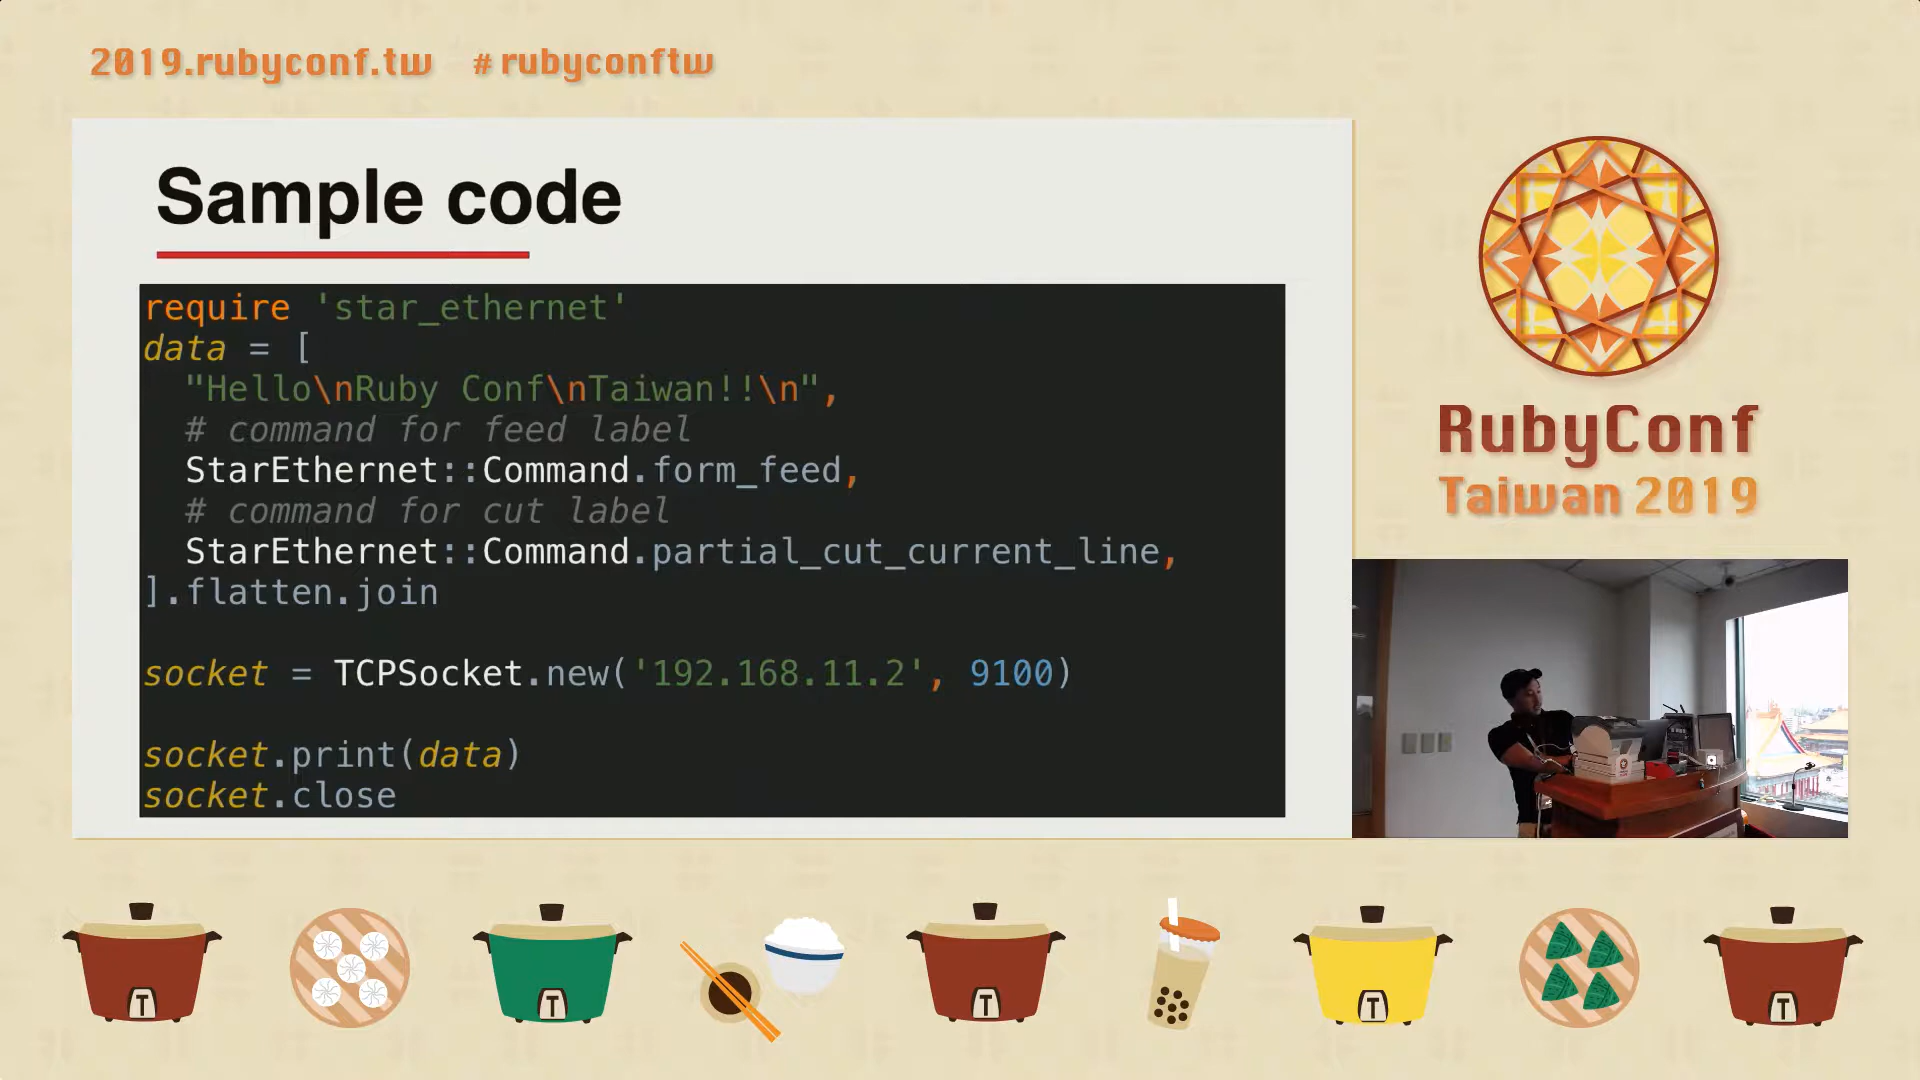 2019.rubyconf.tw #rubyconftw
Sample code
require 'star_ethernet'
data = [
"Hello\nRuby Conf\nTaiwan!!\n",
# command for feed label
StarEthernet::Command.form_feed,
# command for cut label
StarEthernet::Command.partial_cut_current_line,
].flatten.join
socket = TCPSocket.new('192.168.11.2', 9100)
socket.print(data)
socket.close
RubyConf
Taiwan 2019
T
T
T
T
T